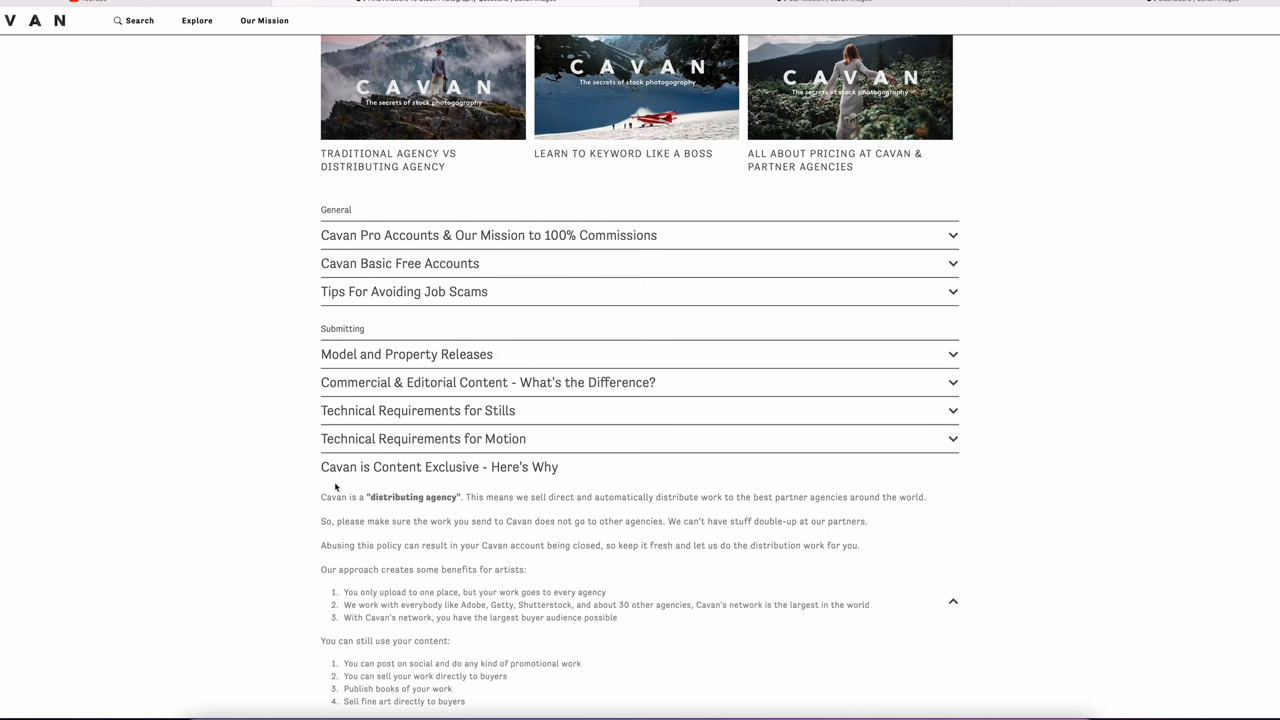 V A N
Search
Explore
Our Mission
C A V A N
The secrets of stock photogography
C A V A N
The secrets of stock photogography
C A V A N
The secrets of stock photogography
TRADITIONAL AGENCY VS
DISTRIBUTING AGENCY
LEARN TO KEYWORD LIKE A BOSS
ALL ABOUT PRICING AT CAVAN &
PARTNER AGENCIES
General
Cavan Pro Accounts & Our Mission to 100% Commissions
Cavan Basic Free Accounts
Tips For Avoiding Job Scams
Submitting
Model and Property Releases
Commercial & Editorial Content - What's the Difference?
Technical Requirements for Stills
Technical Requirements for Motion
Cavan is Content Exclusive - Here's Why
Cavan is a "distributing agency". This means we sell direct and automatically distribute work to the best partner agencies around the world.
So, please make sure the work you send to Cavan does not go to other agencies. We can't have stuff double-up at our partners.
Abusing this policy can result in your Cavan account being closed, so keep it fresh and let us do the distribution work for you.
Our approach creates some benefits for artists:
1. You only upload to one place, but your work goes to every agency
2. We work with everybody like Adobe, Getty, Shutterstock, and about 30 other agencies, Cavan's network is the largest in the world
3. With Cavan's network, you have the largest buyer audience possible
You can still use your content:
1. You can post on social and do any kind of promotional work
2. You can sell your work directly to buyers
3. Publish books of your work
4. Sell fine art directly to buyers